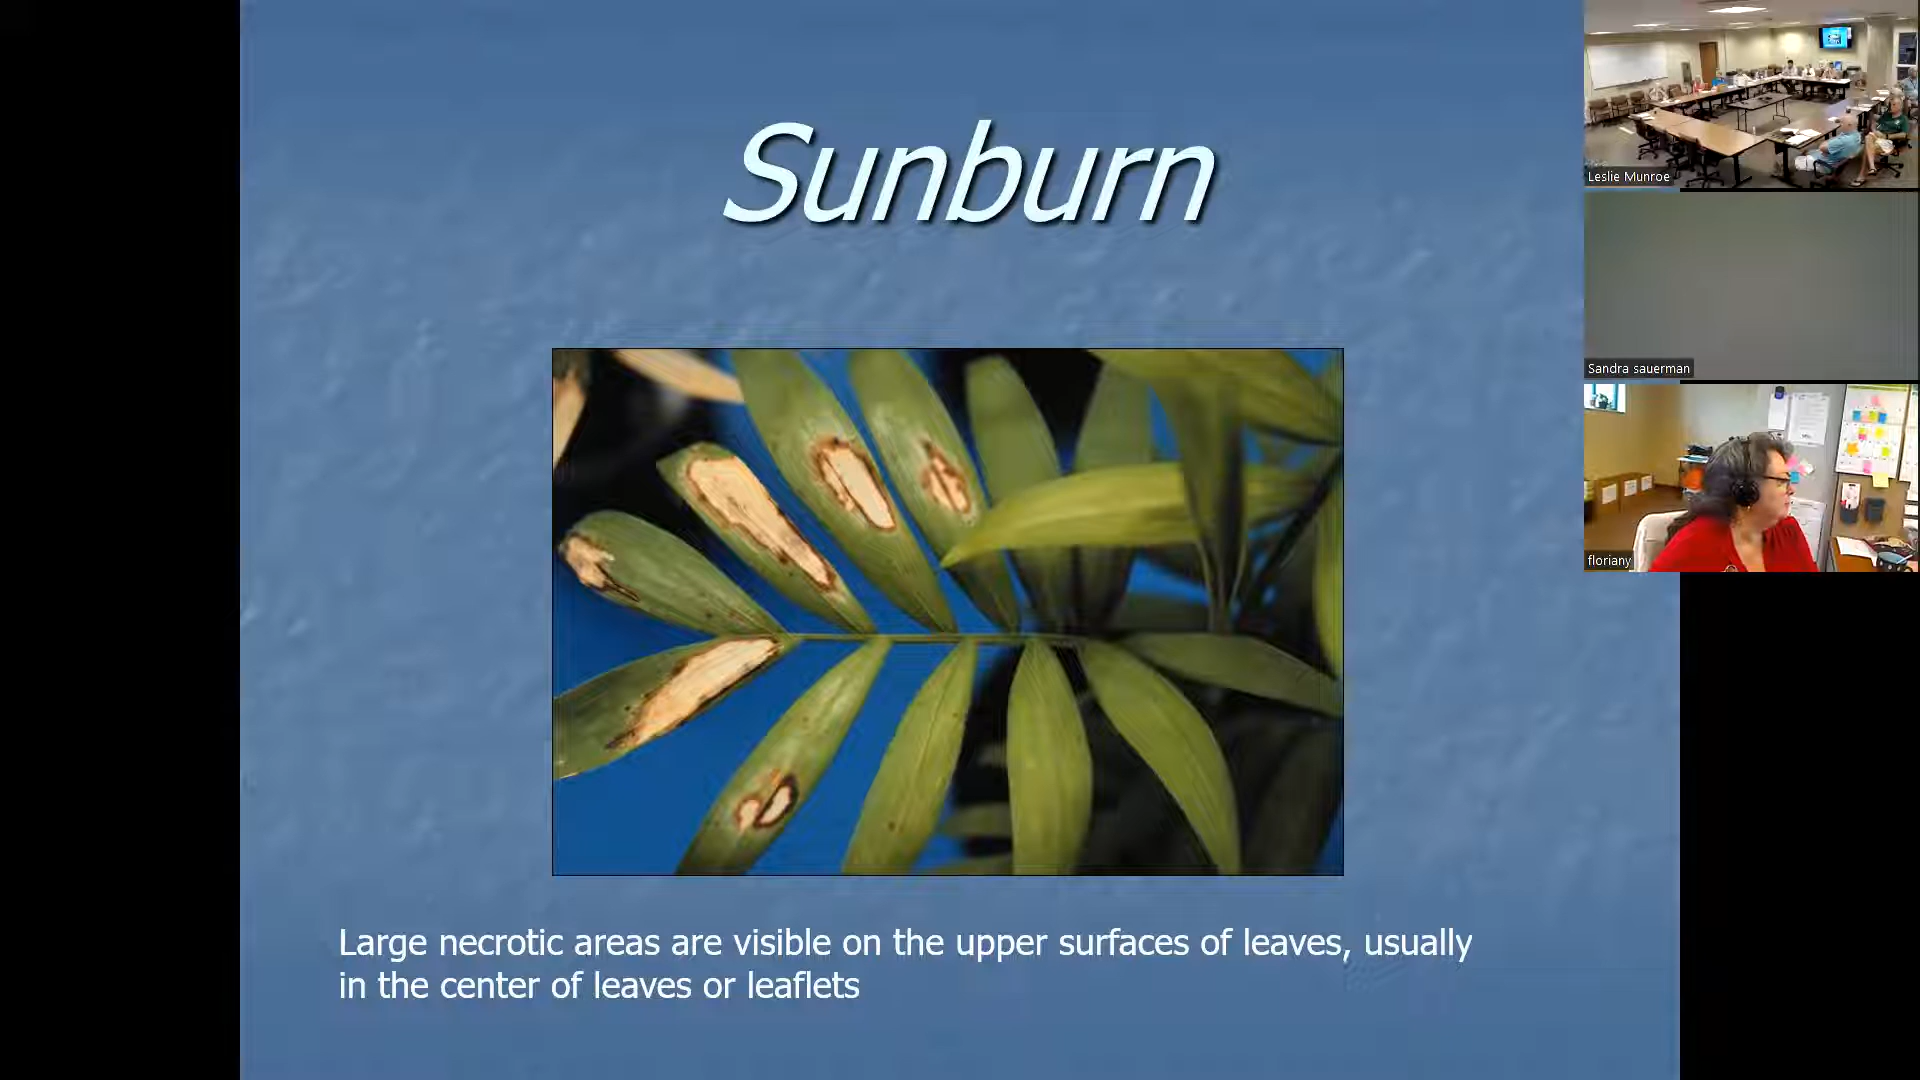 Sunburn
Leslie Munroe
Sandra sauerman
floriany
Large necrotic areas are visible on the upper surfaces of leaves, usually
in the center of leaves or leaflets